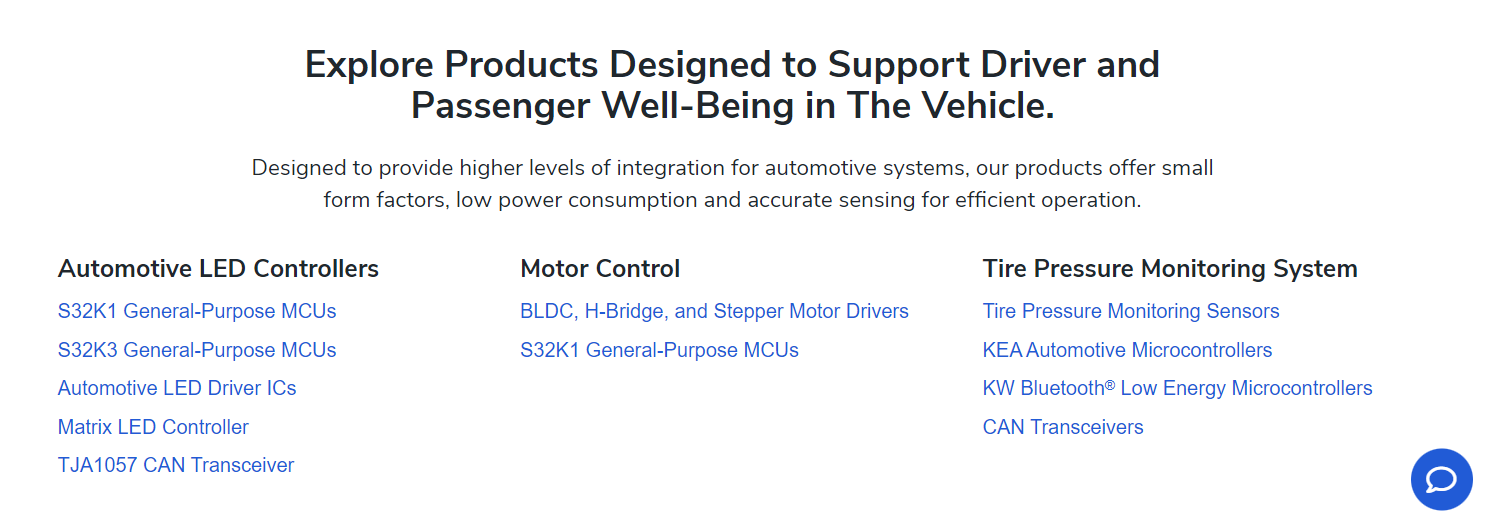 Explore Products Designed to Support Driver and
Passenger Well-Being in The Vehicle.
Designed to provide higher levels of integration for automotive systems, our products offer small
form factors, low power consumption and accurate sensing for efficient operation.
Automotive LED Controllers
S32K1 General-Purpose MCUs
S32K3 General-Purpose MCUs
Automotive LED Driver ICs
Matrix LED Controller
TJA1057 CAN Transceiver
Motor Control
BLDC, H-Bridge, and Stepper Motor Drivers
S32K1 General-Purpose MCUs
Tire Pressure Monitoring System
Tire Pressure Monitoring Sensors
KEA Automotive Microcontrollers
KW Bluetooth® Low Energy Microcontrollers
CAN Transceivers